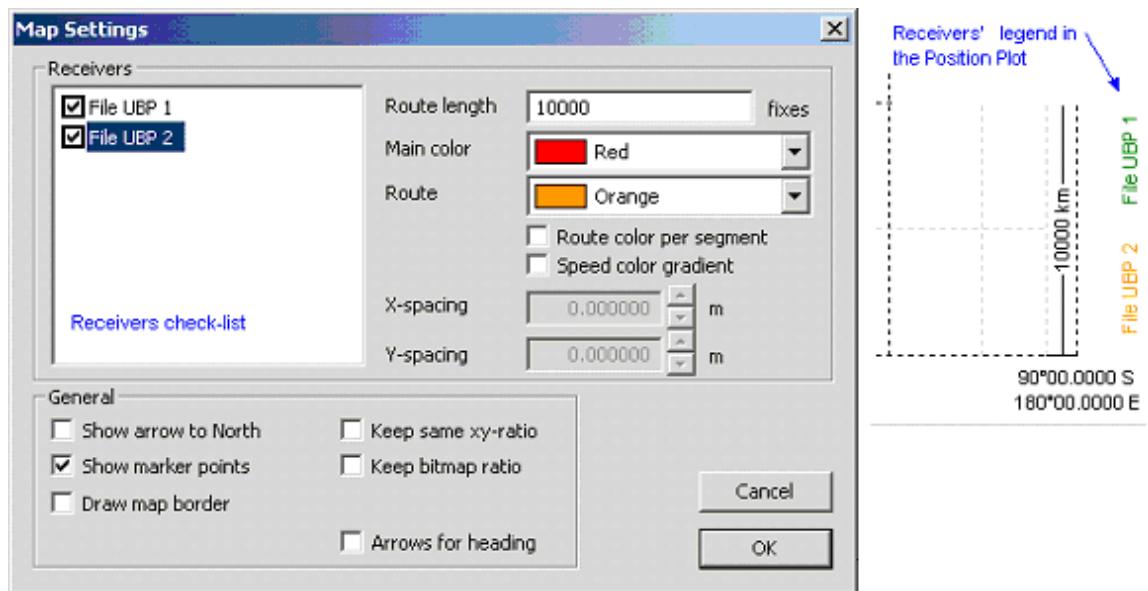 Map Settings
Receivers
File UBP 1
File UBP 2
Receivers check-list
Route length 10000 fixes
Main color Red
Route Orange
Route color per segment
Speed color gradient
X-spacing 0.000000 m
Y-spacing 0.000000 m
General
Show arrow to North
Show marker points
Draw map border
Keep same xy-ratio
Keep bitmap ratio
Arrows for heading
Cancel
OK
Receivers' legend in
the Position Plot
File UBP 1
File UBP 2
10000 km
90°00.0000 S
180°00.0000 E